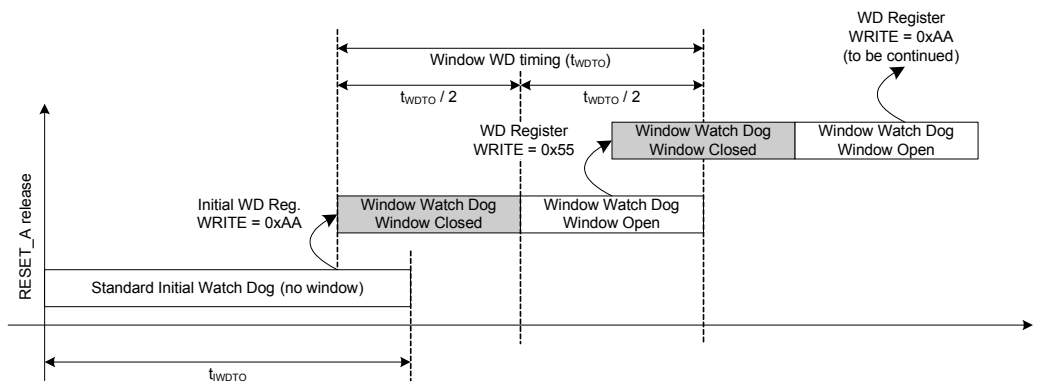 WD Register
WRITE = 0xAA
(to be continued)
Window WD timing (tWDTO)
tWDTO / 2
tWDTO / 2
WD Register
WRITE = 0x55
Window Watch Dog
Window Closed
Window Watch Dog
Window Open
Initial WD Reg.
WRITE = 0xAA
Window Watch Dog
Window Closed
Window Watch Dog
Window Open
RESET_A release
Standard Initial Watch Dog (no window)
tIWDTO